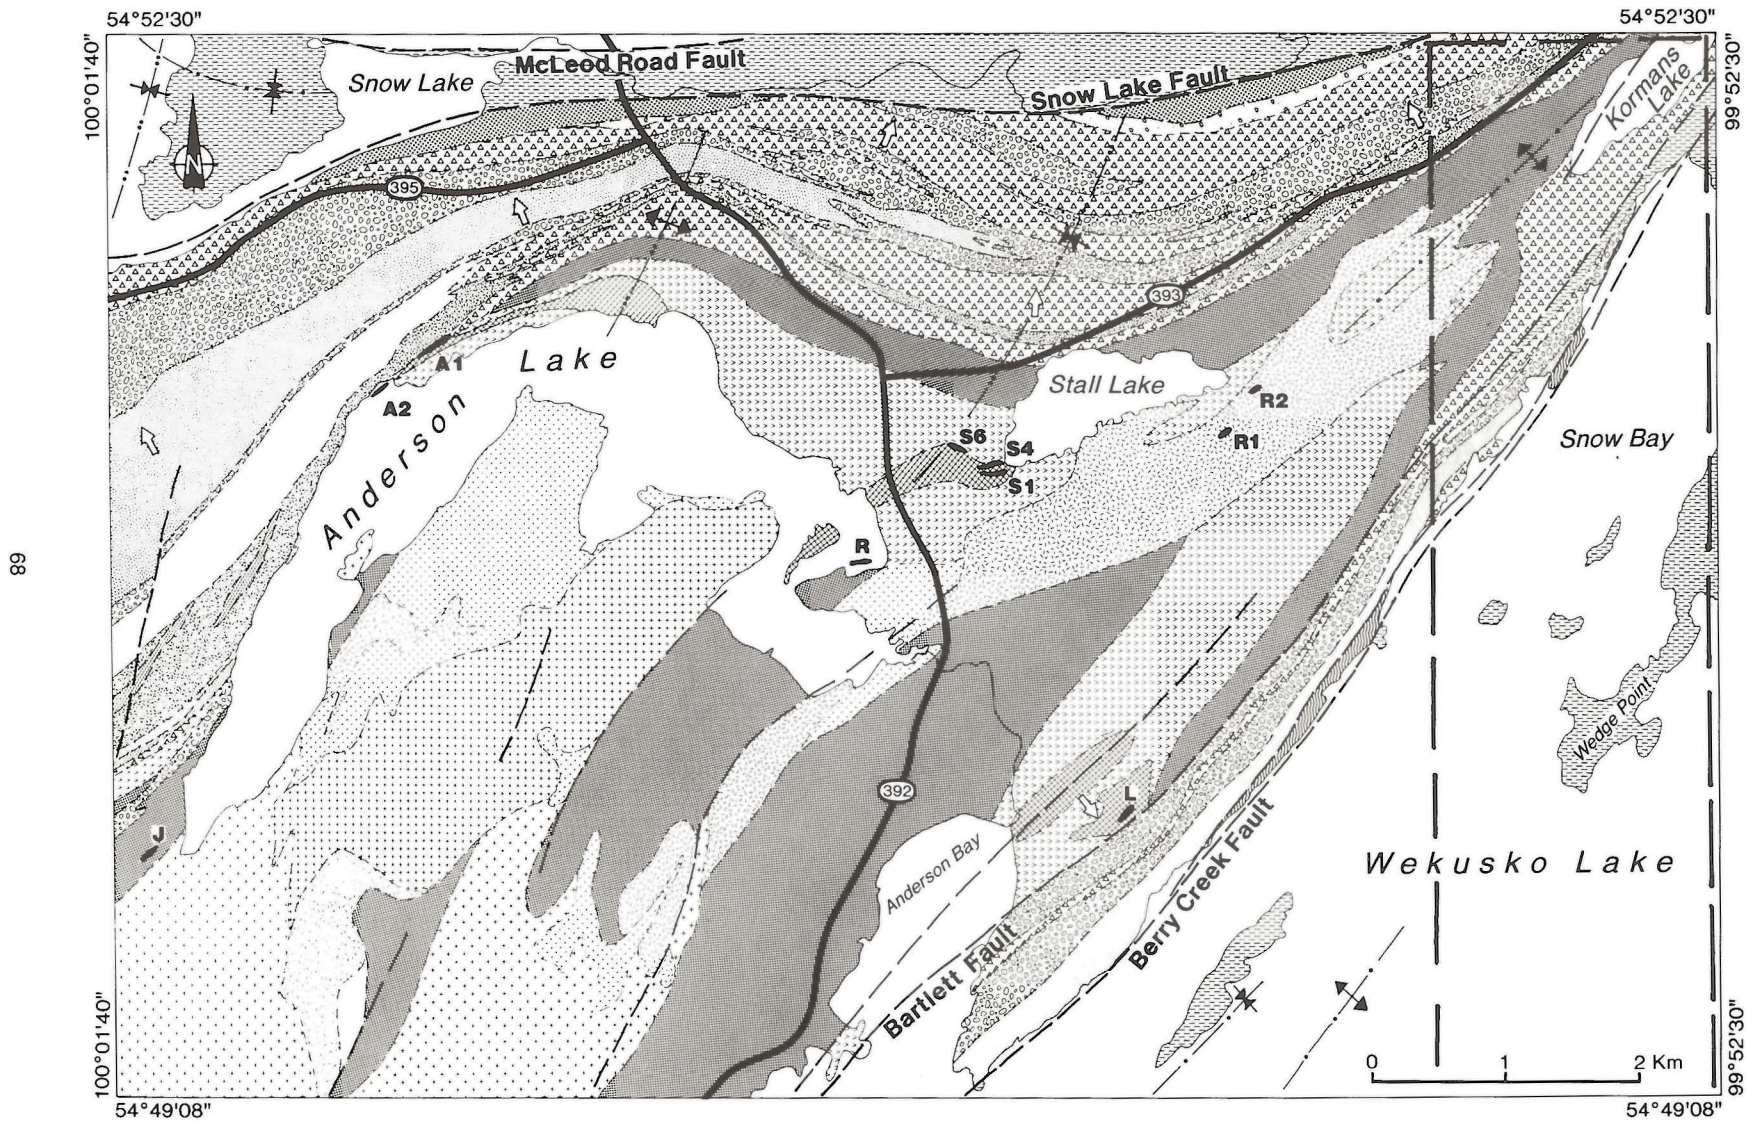 54°52'30" 54°52'30"
100°01'40"
99°52'30"
McLeod Road Fault
Snow Lake
Snow Lake Fault
Kormans
Lake
N
395
393
A1
Lake
Stall Lake
A2
R2
Anderson
S6
R1
Snow Bay
S4
S1
R
89
Wedge Point
392
L
J
Anderson Bay
Wekusko Lake
Bartlett Fault
Berry Creek Fault
100°01'40"
99°52'30"
0 1 2 Km
54°49'08" 54°49'08"